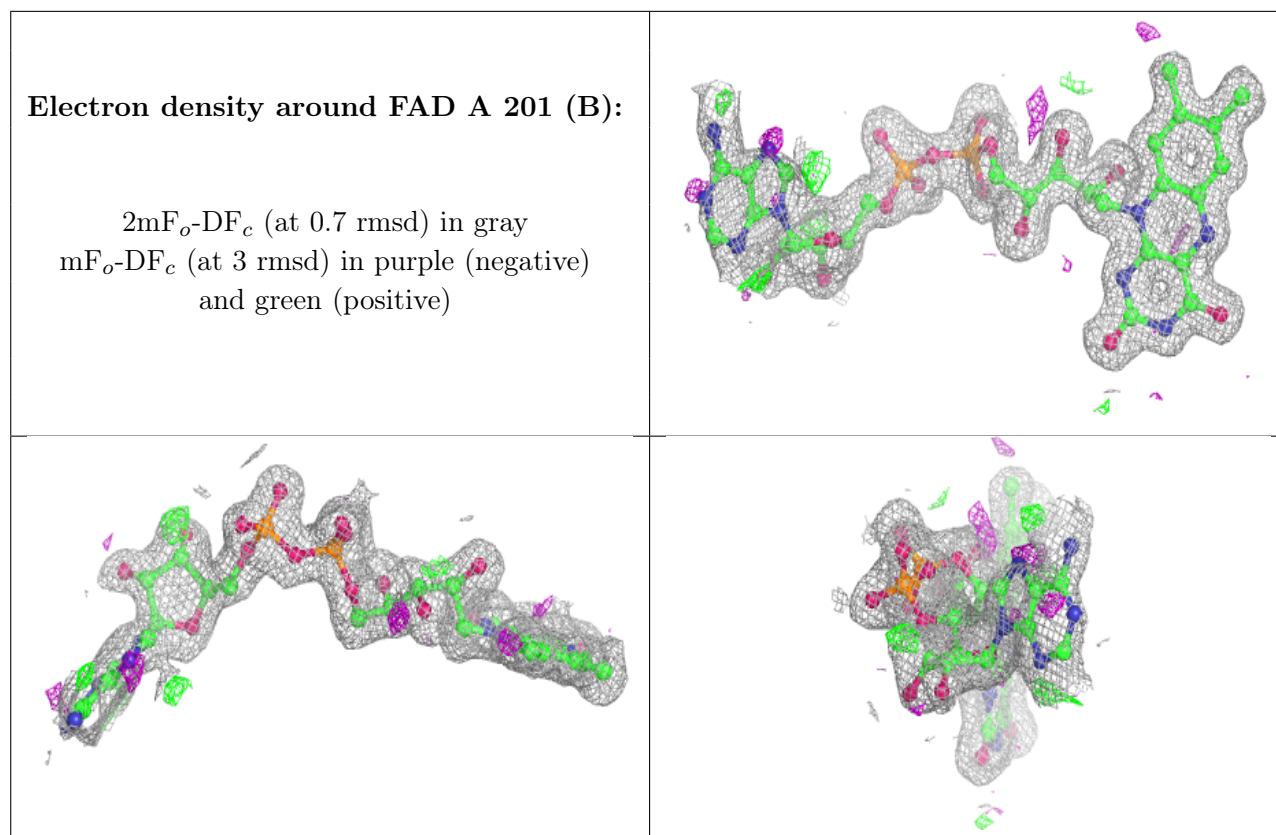 Electron density around FAD A 201 (B):
2mFₒ-DF𝒸 (at 0.7 rmsd) in gray
mFₒ-DF𝒸 (at 3 rmsd) in purple (negative)
and green (positive)